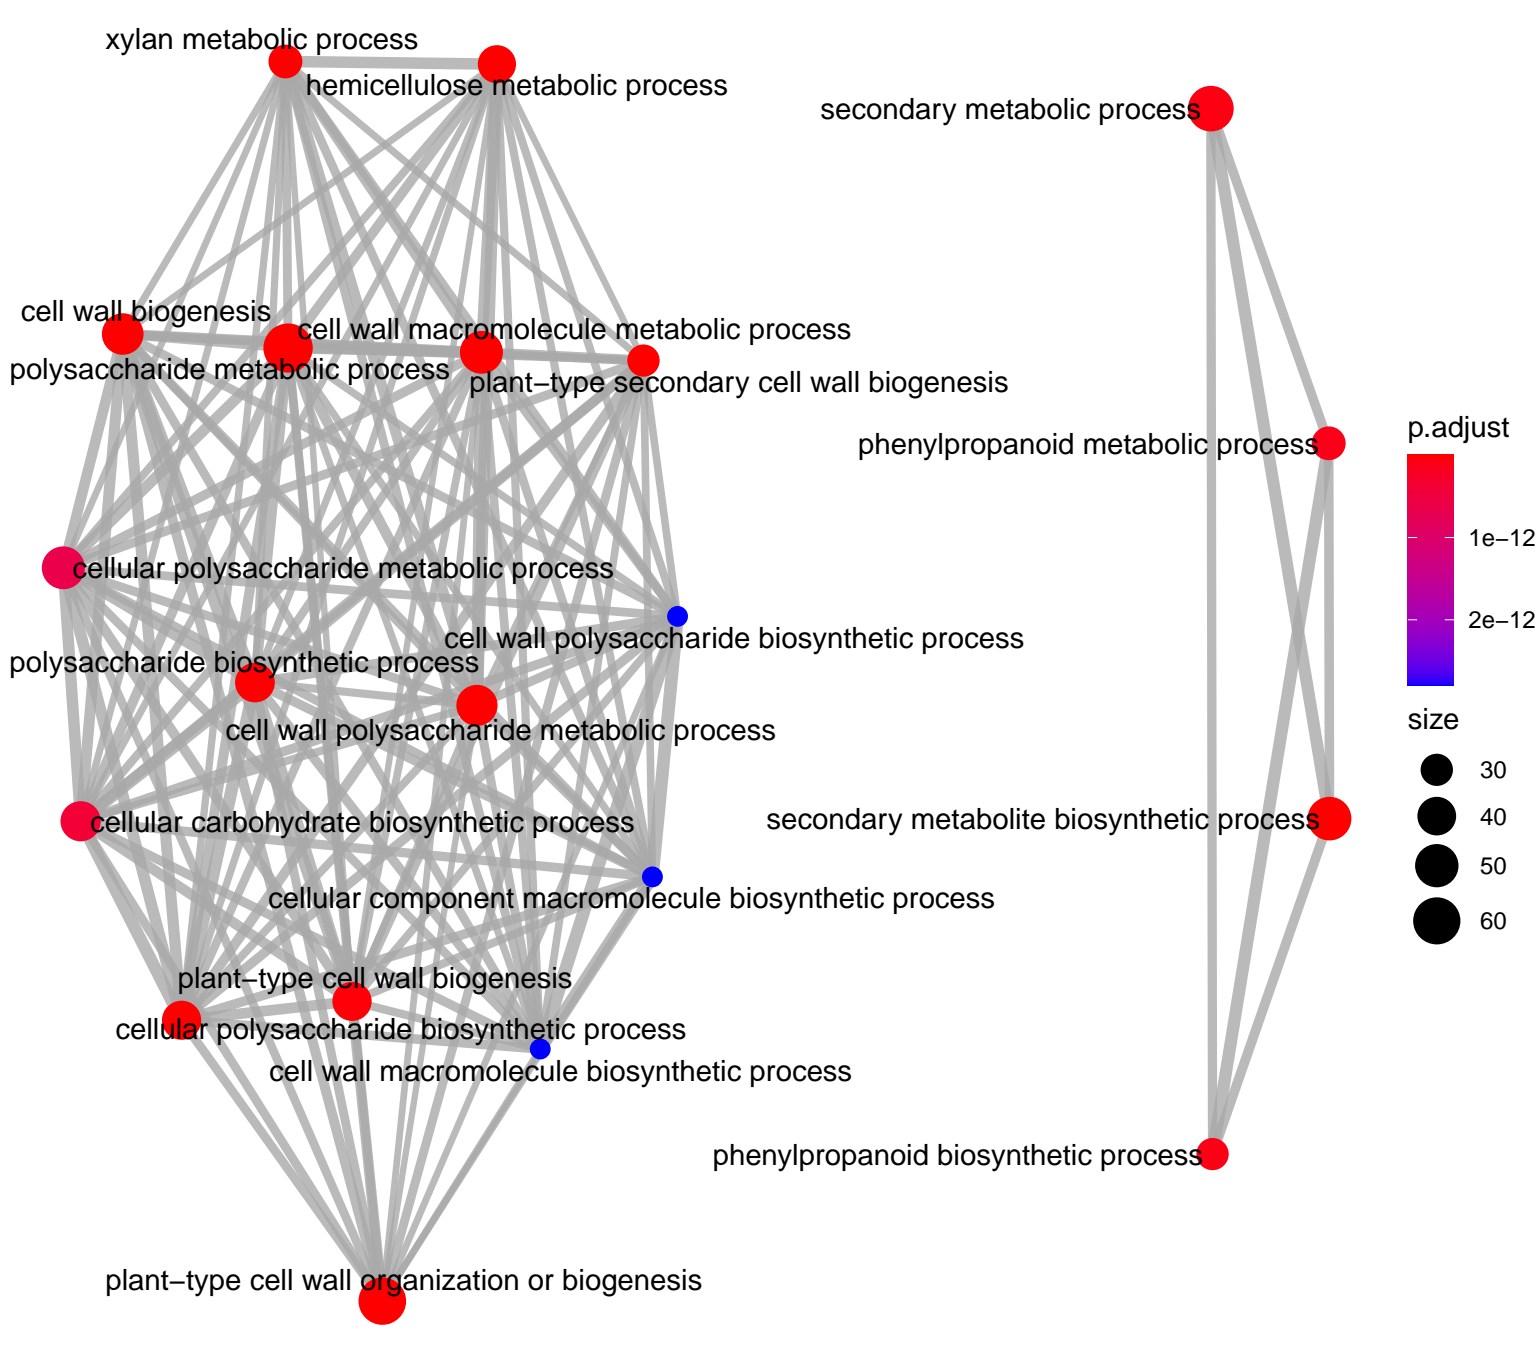 xylan metabolic process
hemicellulose metabolic process
secondary metabolic process
cell wall biogenesis
cell wall macromolecule metabolic process
polysaccharide metabolic process
plant−type secondary cell wall biogenesis
phenylpropanoid metabolic process
cellular polysaccharide metabolic process
cell wall polysaccharide biosynthetic process
polysaccharide biosynthetic process
cell wall polysaccharide metabolic process
cellular carbohydrate biosynthetic process
secondary metabolite biosynthetic process
cellular component macromolecule biosynthetic process
plant−type cell wall biogenesis
cellular polysaccharide biosynthetic process
cell wall macromolecule biosynthetic process
phenylpropanoid biosynthetic process
plant−type cell wall organization or biogenesis
p.adjust
1e−12
2e−12
size
30
40
50
60